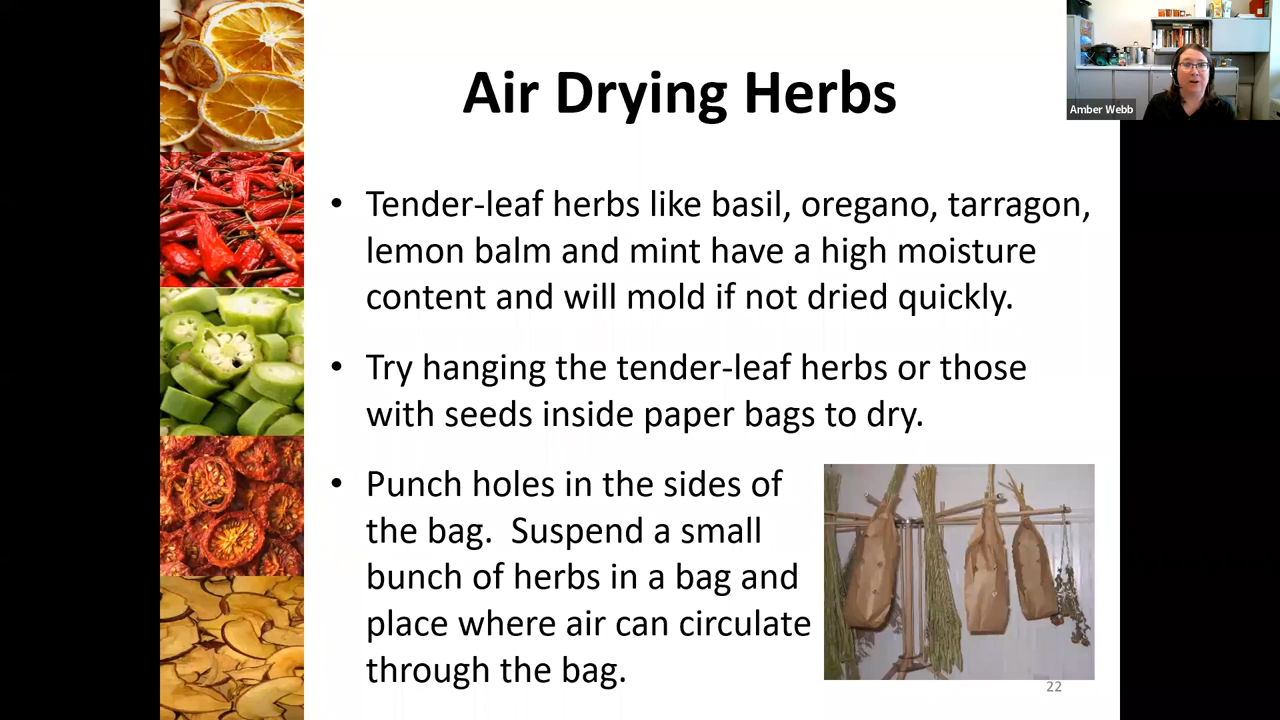 Air Drying Herbs
Amber Webb
• Tender-leaf herbs like basil, oregano, tarragon,
lemon balm and mint have a high moisture
content and will mold if not dried quickly.
• Try hanging the tender-leaf herbs or those
with seeds inside paper bags to dry.
• Punch holes in the sides of
the bag.  Suspend a small
bunch of herbs in a bag and
place where air can circulate
through the bag.
22